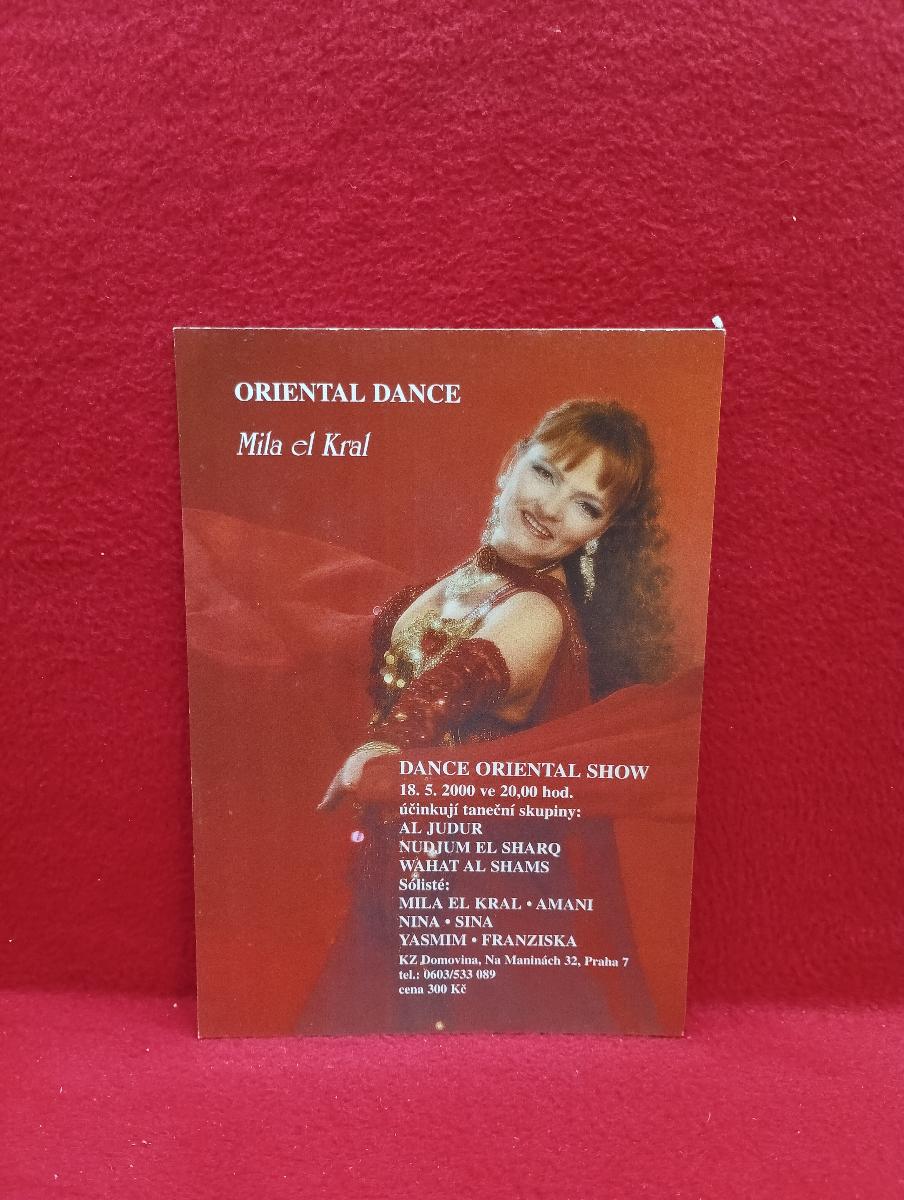 ORIENTAL DANCE
Mila el Kral
DANCE ORIENTAL SHOW
18. 5. 2000 ve 20,00 hod.
účinkují taneční skupiny:
AL JUDUR
NUDJUM EL SHARQ
WAHAT AL SHAMS
Sólisté:
MILA EL KRAL • AMANI
NINA • SINA
YASMIM • FRANZISKA
KZ Domovina, Na Maninách 32, Praha 7
tel.: 0603/533 089
cena 300 Kč